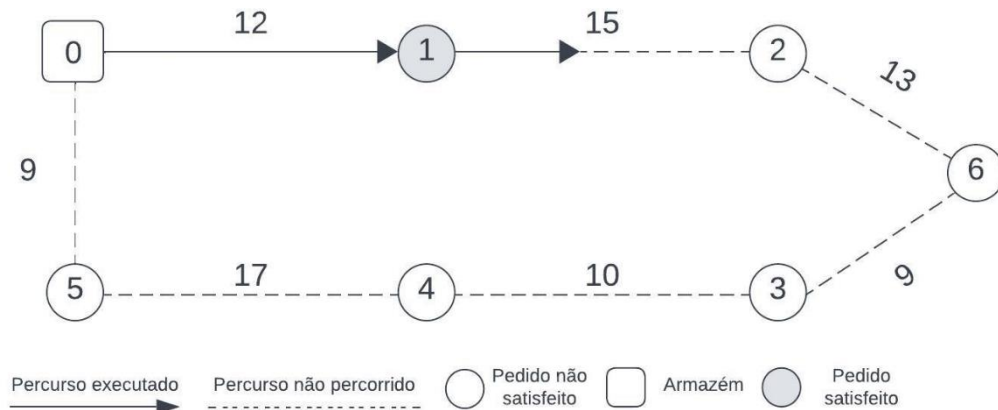 12
15
0
1
2
13
6
9
9
5
17
4
10
3
Percurso executado
Percurso não percorrido
Pedido não
satisfeito
Armazém
Pedido
satisfeito